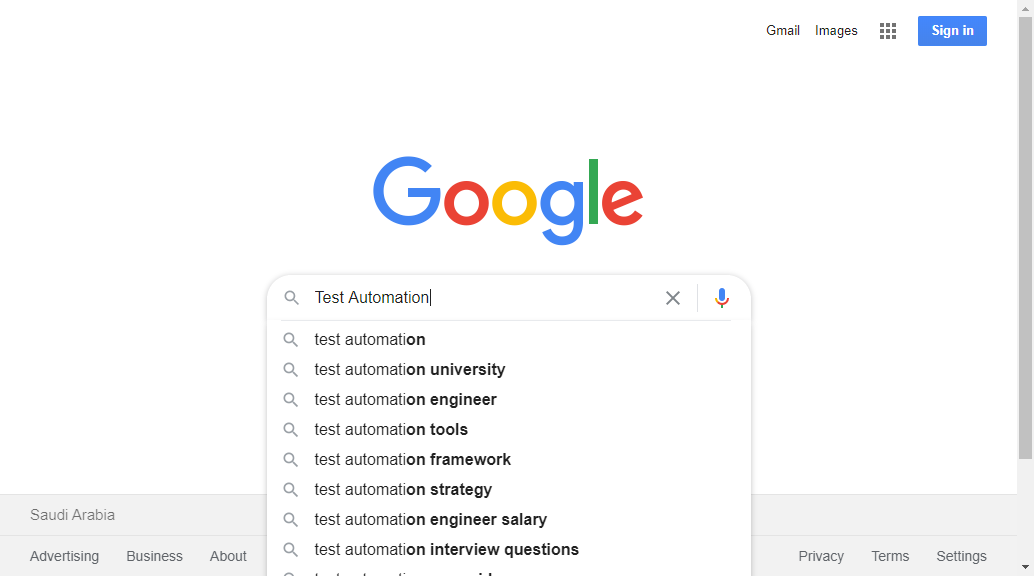 Gmail Images Sign in
Google
Test Automation
test automation
test automation university
test automation engineer
test automation tools
test automation framework
test automation strategy
test automation engineer salary
test automation interview questions
Saudi Arabia
Advertising Business About Privacy Terms Settings